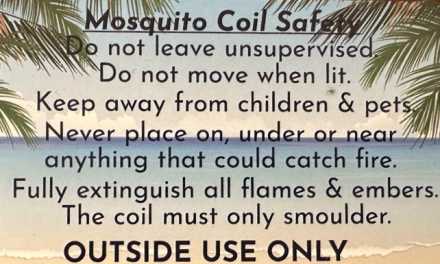 Mosquito Coil Safety
Do not leave unsupervised
Do not move when lit.
Keep away from children & pets.
Never place on, under or near
anything that could catch fire.
Fully extinguish all flames & embers.
The coil must only smoulder.
OUTSIDE USE ONLY